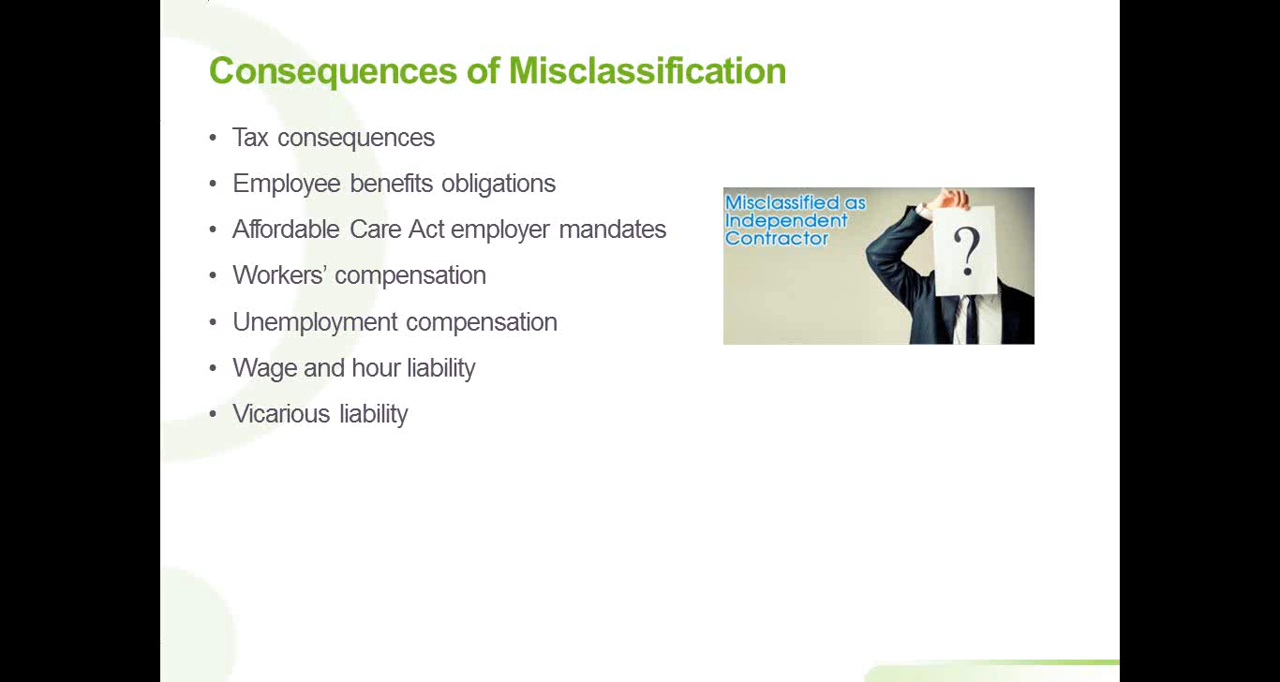 Consequences of Misclassification
• Tax consequences
• Employee benefits obligations
• Affordable Care Act employer mandates
• Workers’ compensation
• Unemployment compensation
• Wage and hour liability
• Vicarious liability
Misclassified as
Independent
Contractor
?